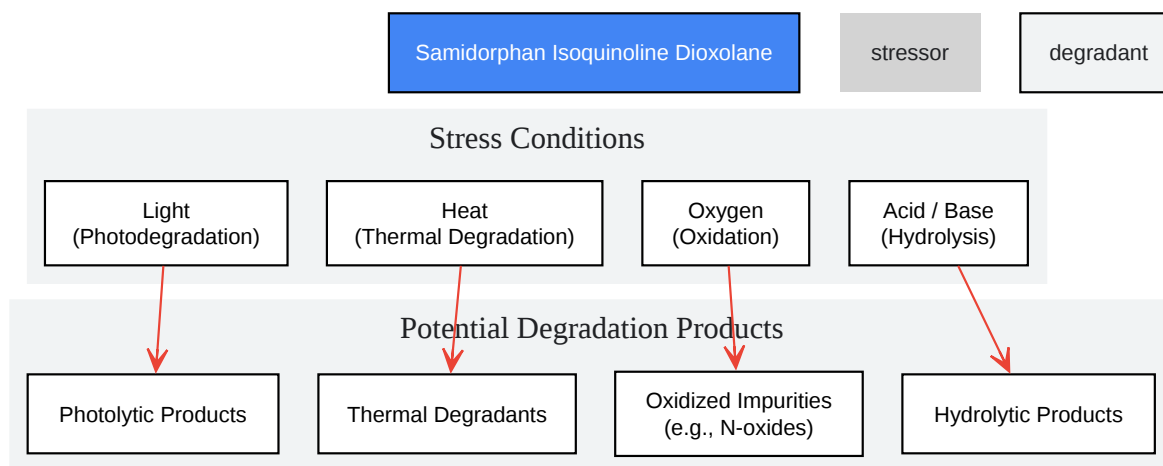 Samidorphan Isoquinoline Dioxolane
stressor
degradant
Stress Conditions
Light
(Photodegradation)
Heat
(Thermal Degradation)
Oxygen
(Oxidation)
Acid / Base
(Hydrolysis)
Potential Degradation Products
Photolytic Products
Thermal Degradants
Oxidized Impurities
(e.g., N-oxides)
Hydrolytic Products